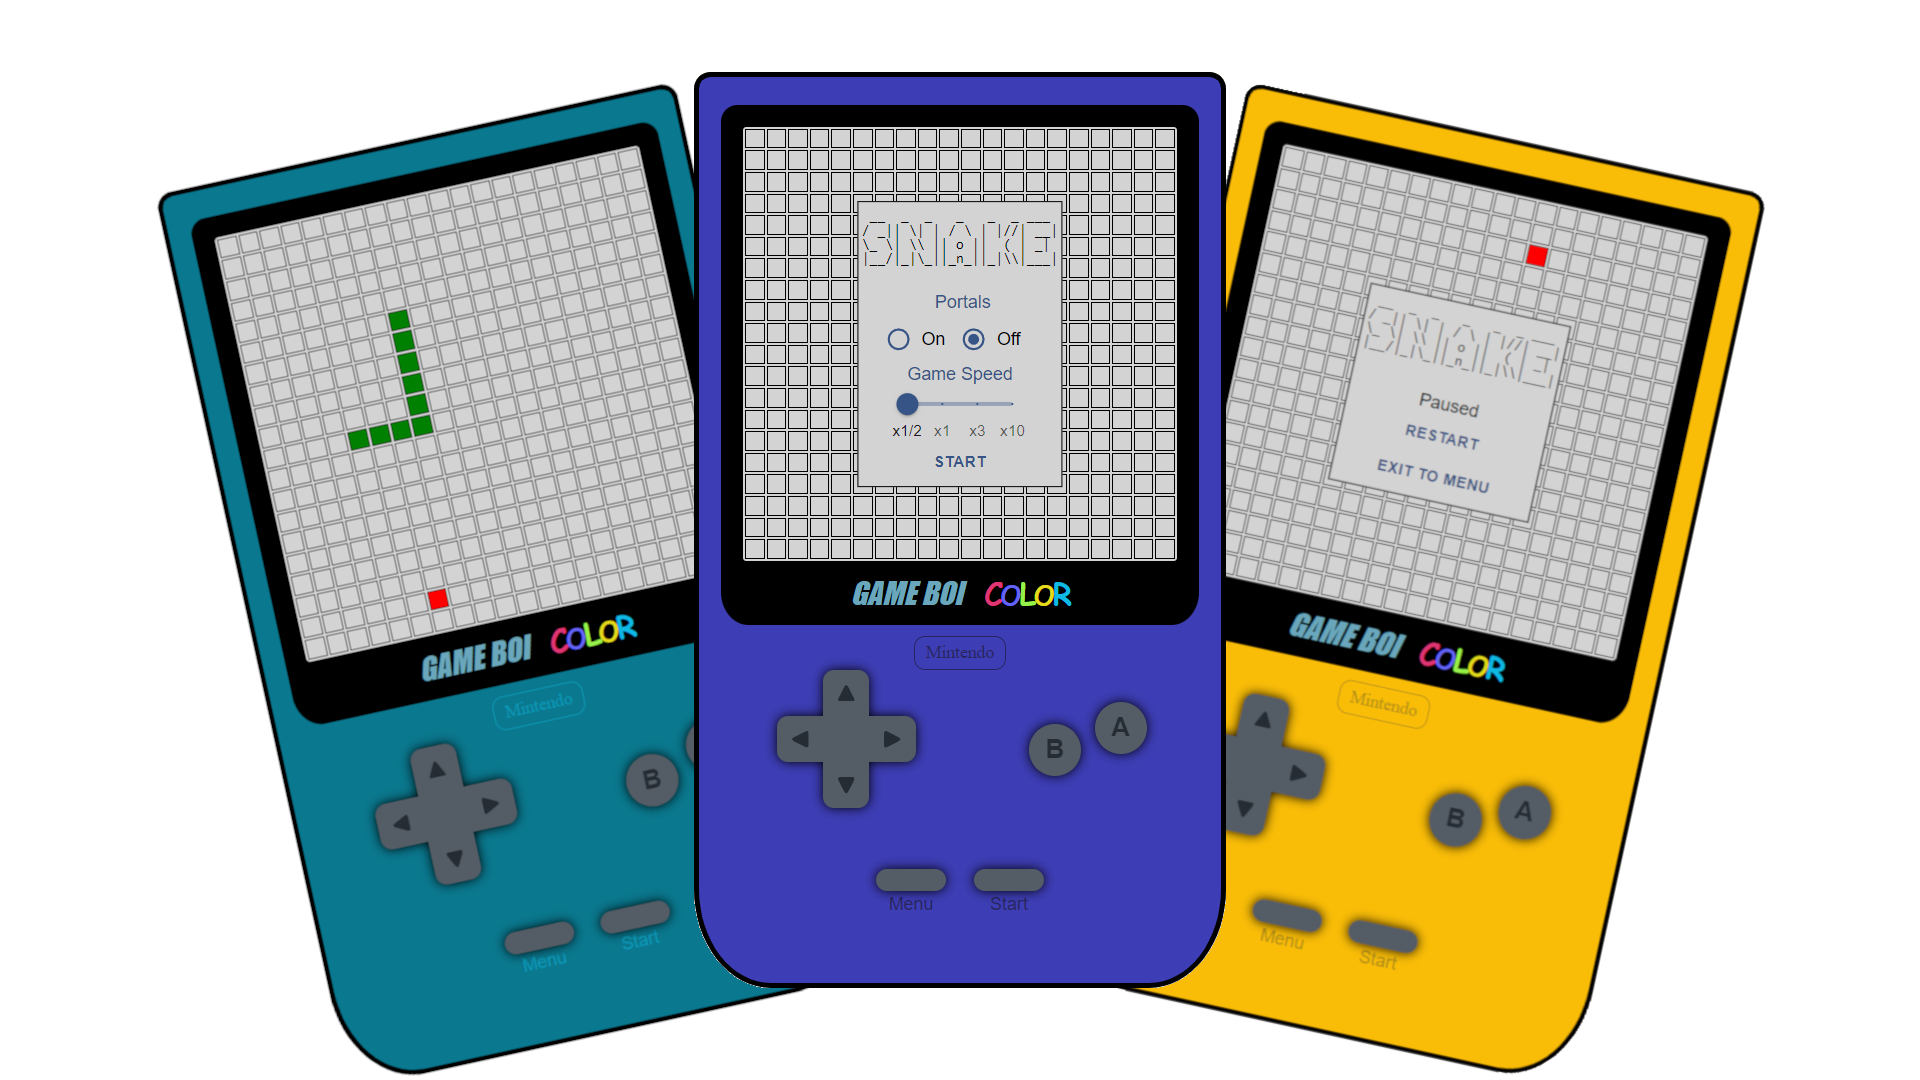 GAME BOI COLOR
Mintendo
B
Menu
Start
SNAKE
Portals
On Off
Game Speed
x1/2 x1 x3 x10
START
GAME BOI COLOR
Mintendo
B A
Menu Start
SNAKE
Paused
RESTART
EXIT TO MENU
GAME BOI COLOR
Mintendo
B A
Menu
Start